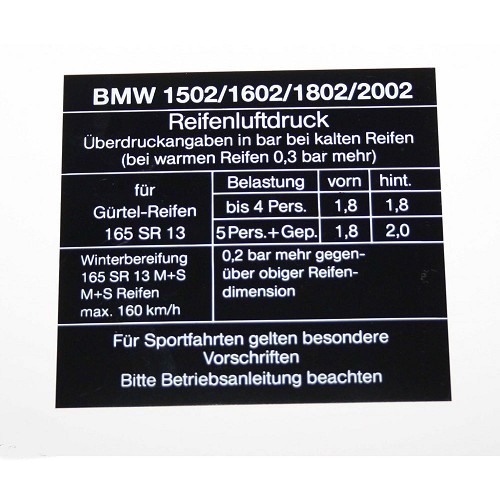 BMW 1502/1602/1802/2002
Reifenluftdruck
Überdruckangaben in bar bei kalten Reifen
(bei warmen Reifen 0,3 bar mehr)
für
Gürtel-Reifen
165 SR 13
Belastung vorn hint.
bis 4 Pers. 1,8 1,8
5 Pers. + Gep. 1,8 2,0
Winterbereifung
165 SR 13 M+S
M+S Reifen
max. 160 km/h
0,2 bar mehr gegen-
über obiger Reifen-
dimension
Für Sportfahrten gelten besondere
Vorschriften
Bitte Betriebsanleitung beachten